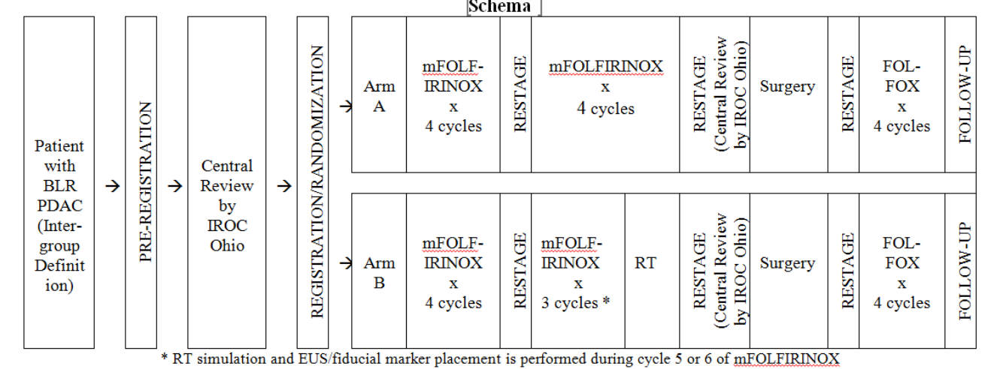 Schema
Patient
with
BLR
PDAC
(Inter-
group
Definit
ion)
→
PRE-REGISTRATION
→
Central
Review
by
IROC
Ohio
→
REGISTRATION/RANDOMIZATION
→
Arm
A
mFOLF-
IRINOX
x
4 cycles
RESTAGE
mFOLFIRINOX
x
4 cycles
RESTAGE
(Central Review
by IROC Ohio)
Surgery
RESTAGE
FOL-
FOX
x
4 cycles
FOLLOW-UP
→
Arm
B
mFOLF-
IRINOX
x
4 cycles
RESTAGE
mFOLF-
IRINOX
x
3 cycles *
RT
RESTAGE
(Central Review
by IROC Ohio)
Surgery
RESTAGE
FOL-
FOX
x
4 cycles
FOLLOW-UP
* RT simulation and EUS/fiducial marker placement is performed during cycle 5 or 6 of mFOLFIRINOX